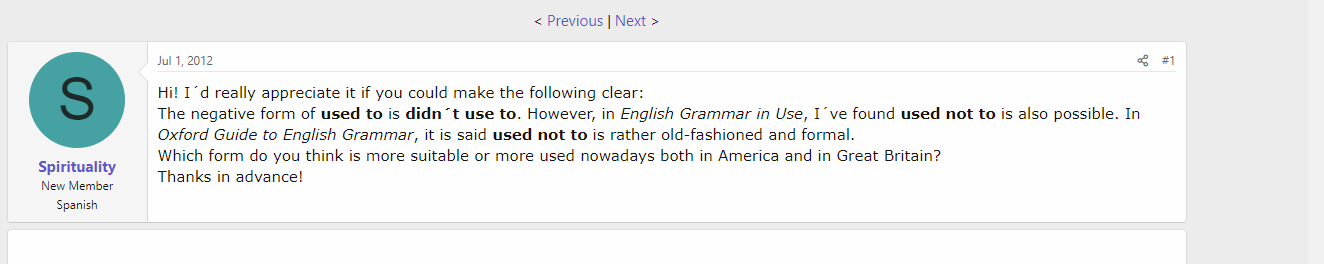 < Previous | Next >
S
Spirituality
New Member
Spanish
Jul 1, 2012
#1
Hi! I´d really appreciate it if you could make the following clear:
The negative form of used to is didn´t use to. However, in English Grammar in Use, I´ve found used not to is also possible. In
Oxford Guide to English Grammar, it is said used not to is rather old-fashioned and formal.
Which form do you think is more suitable or more used nowadays both in America and in Great Britain?
Thanks in advance!